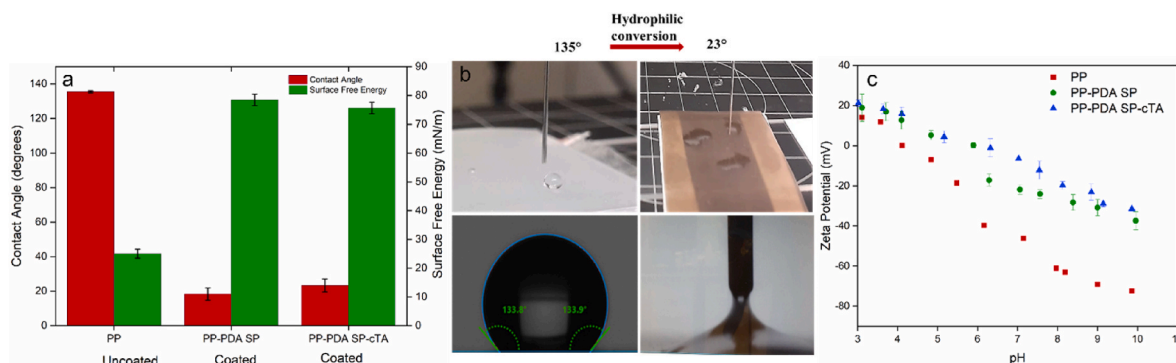 Hydrophilic
conversion
135°
23°
a
Contact Angle
Surface Free Energy
Contact Angle (degrees)
140
120
100
80
60
40
20
0
90
80
70
60
50
40
30
20
10
0
Surface Free Energy (mN/m)
PP
PP-PDA SP
PP-PDA SP-cTA
Uncoated
Coated
Coated
b
133.8°
133.9°
c
PP
PP-PDA SP
PP-PDA SP-cTA
Zeta Potential (mV)
40
20
0
-20
-40
-60
-80
3
4
5
6
7
8
9
10
pH